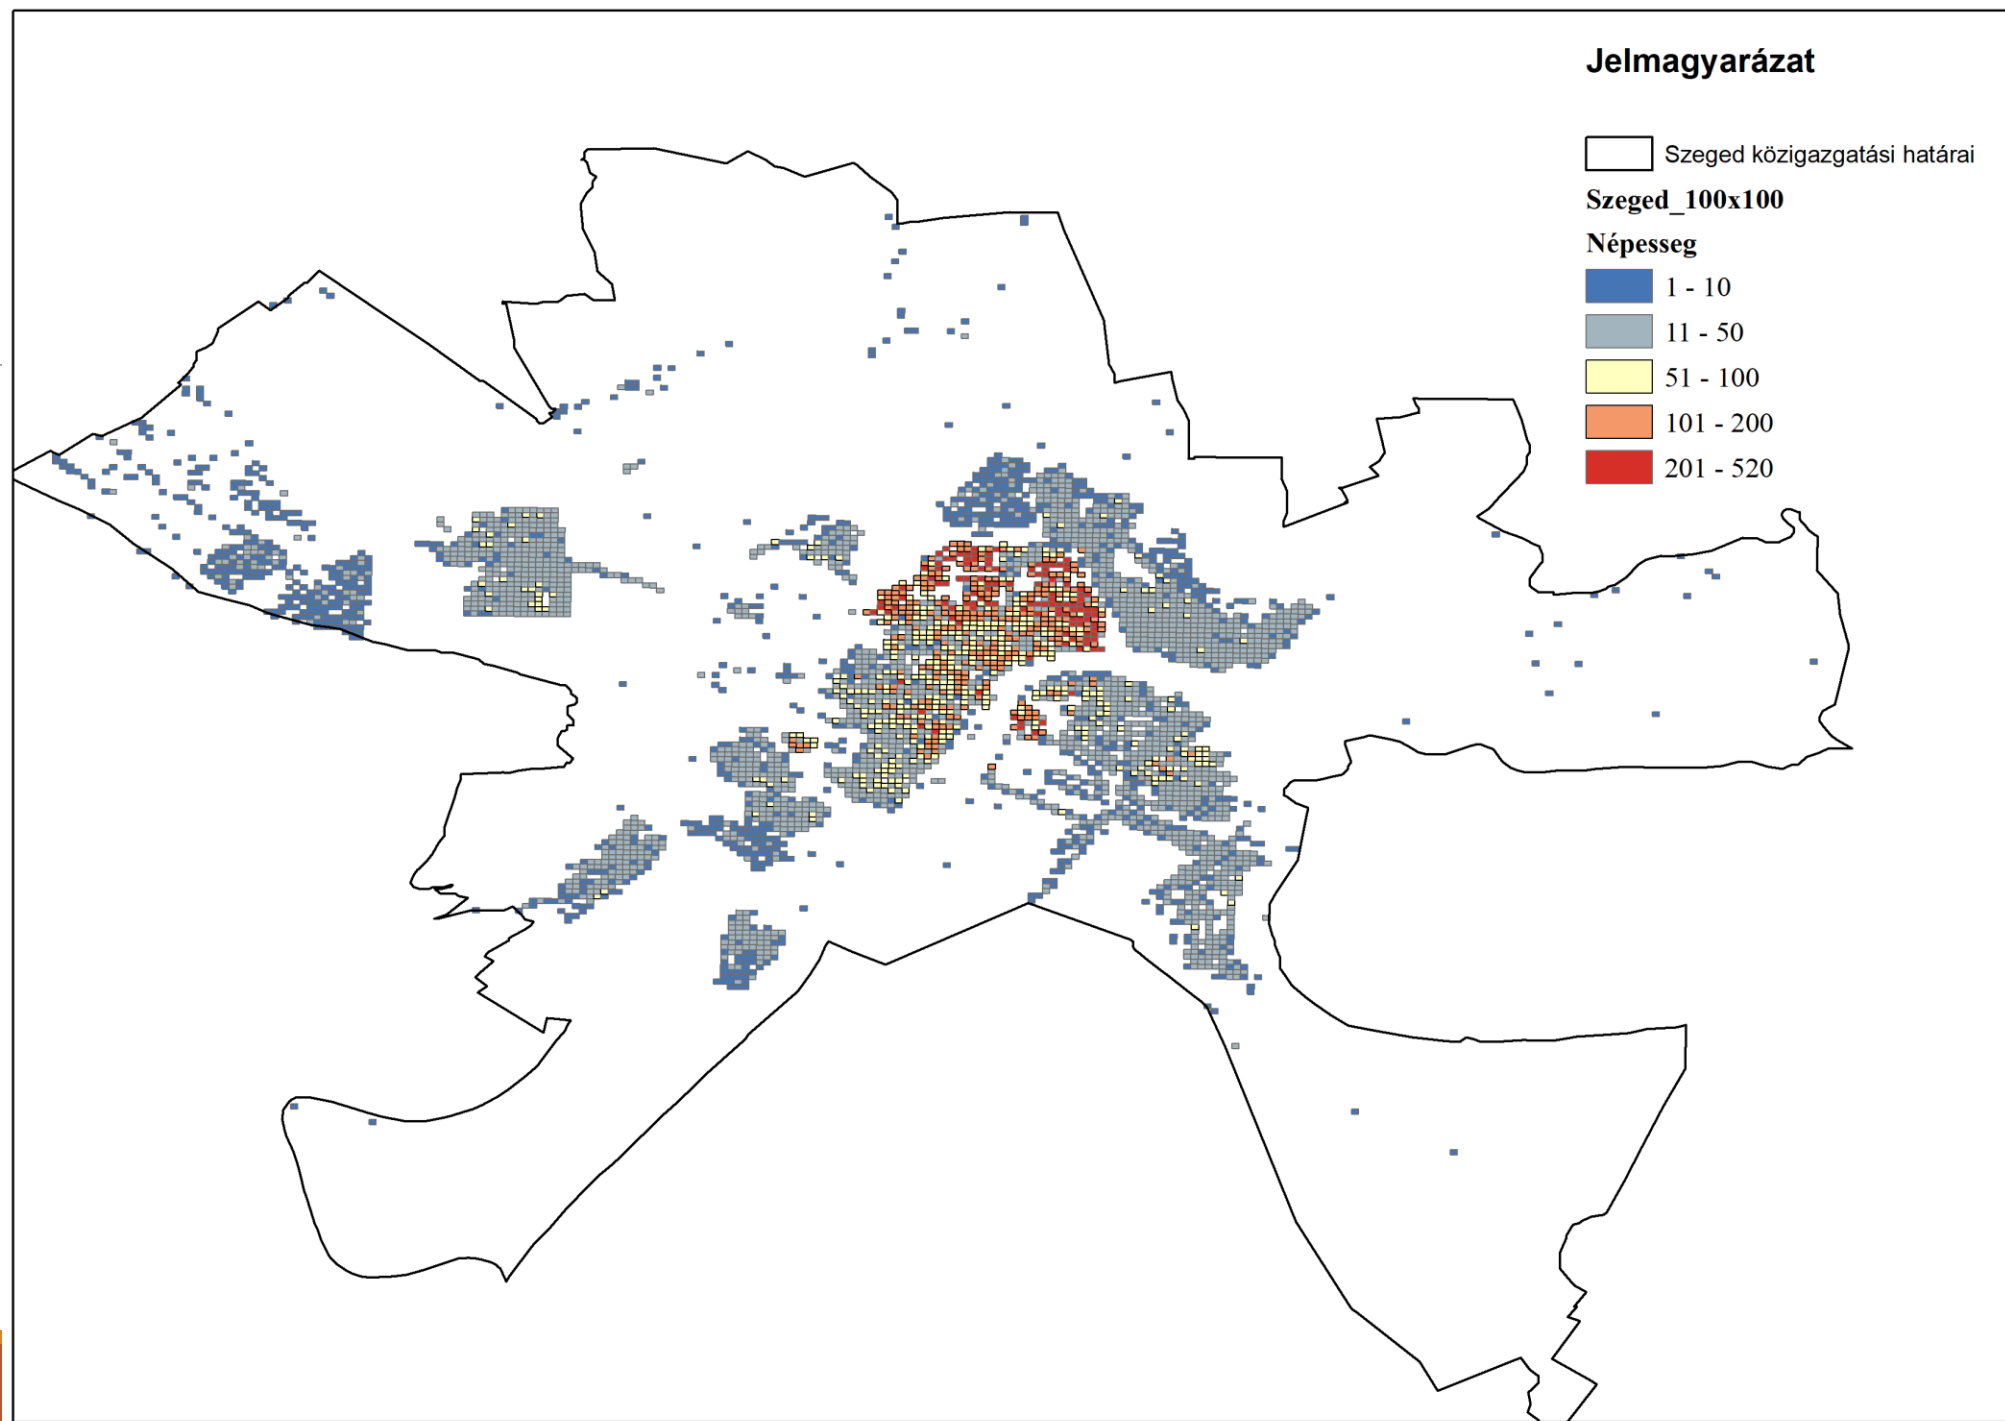 Jelmagyarázat
Szeged közigazgatási határai
Szeged_100x100
Népesseg
1 - 10
11 - 50
51 - 100
101 - 200
201 - 520